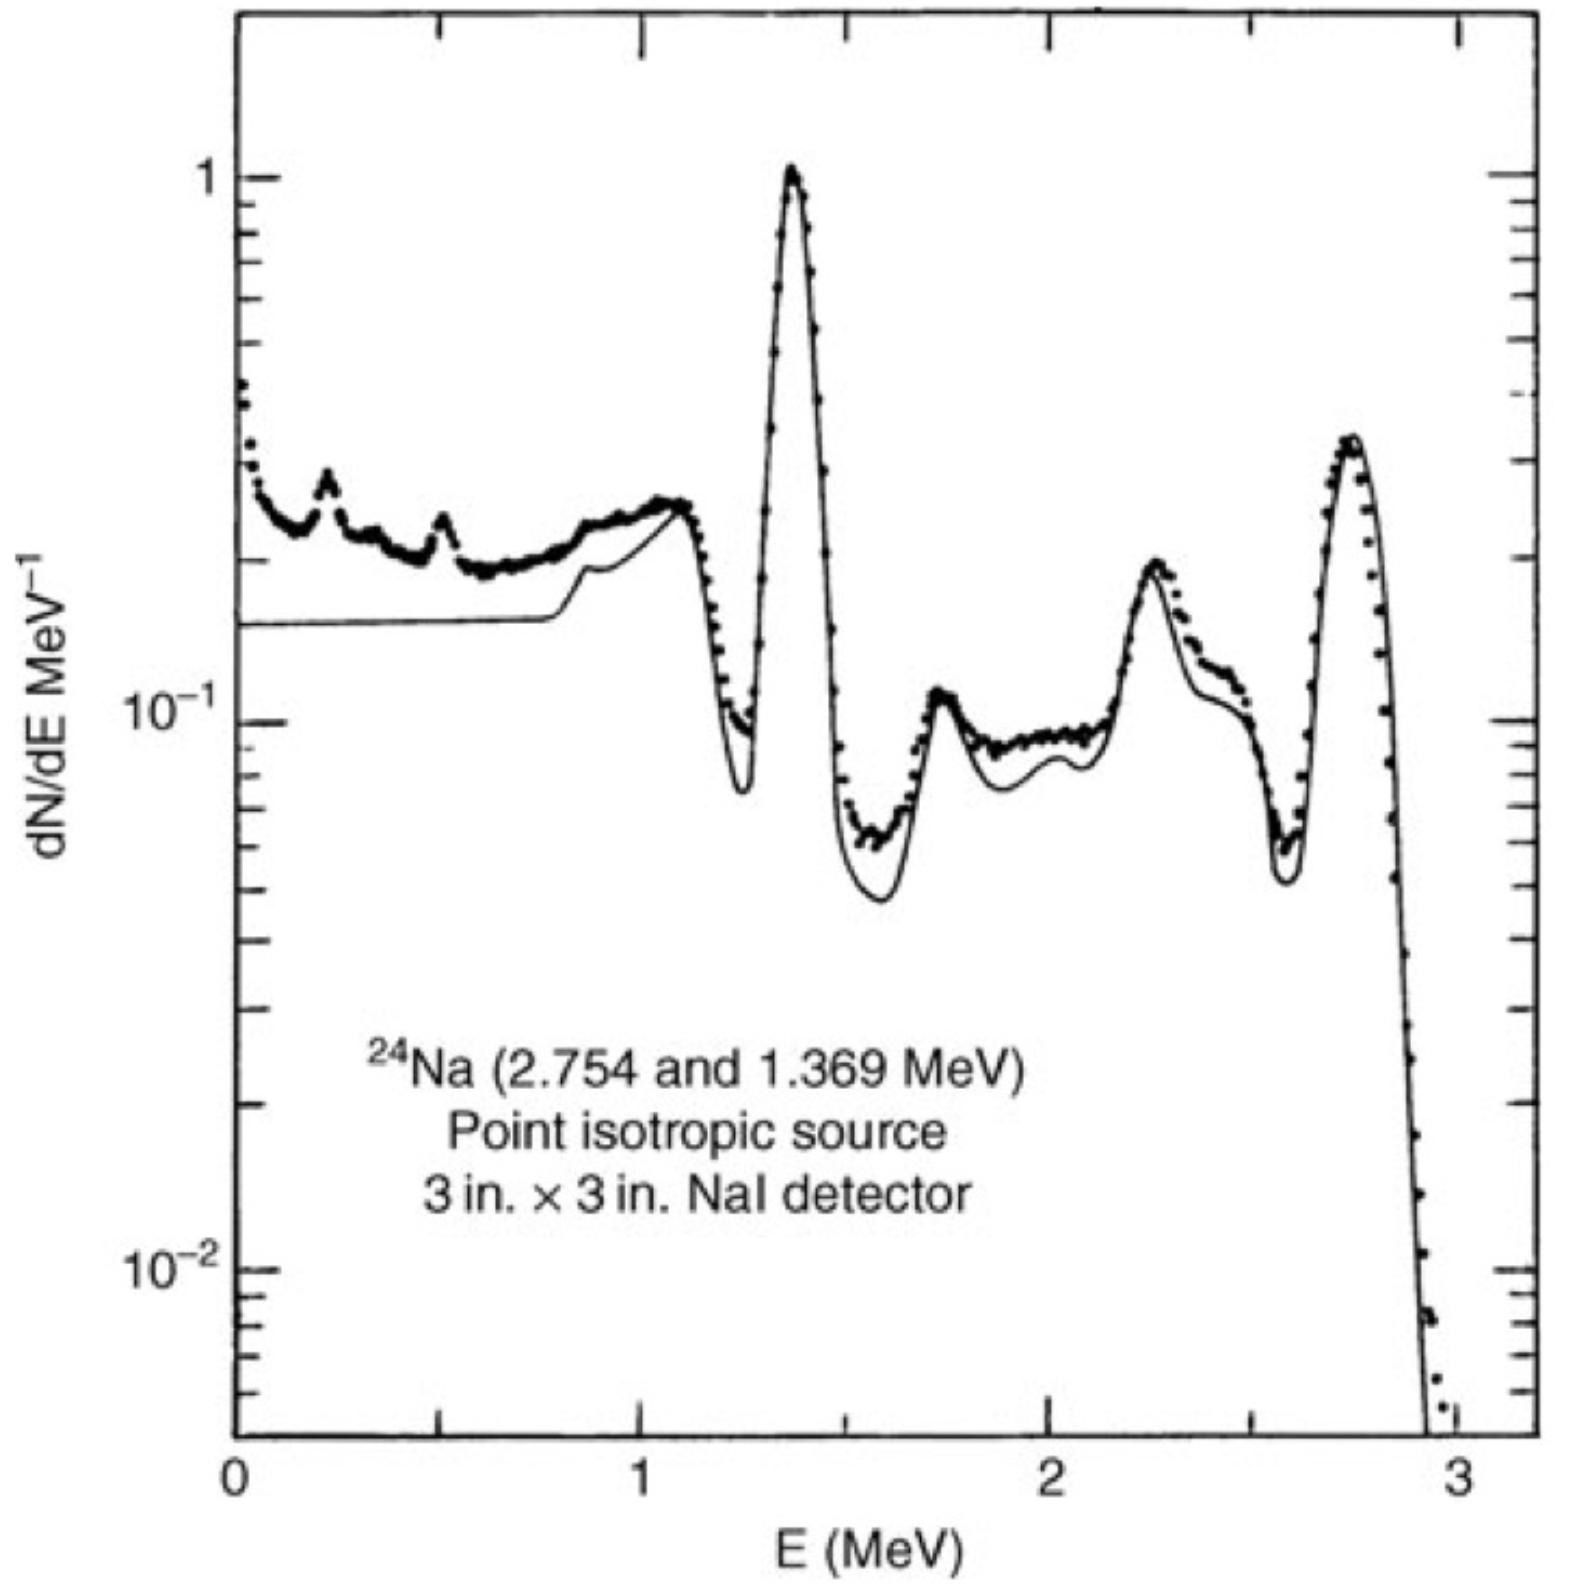 1
10⁻¹
10⁻²
dN/dE MeV⁻¹
²⁴Na (2.754 and 1.369 MeV)
Point isotropic source
3 in. × 3 in. NaI detector
0 1 2 3
E (MeV)